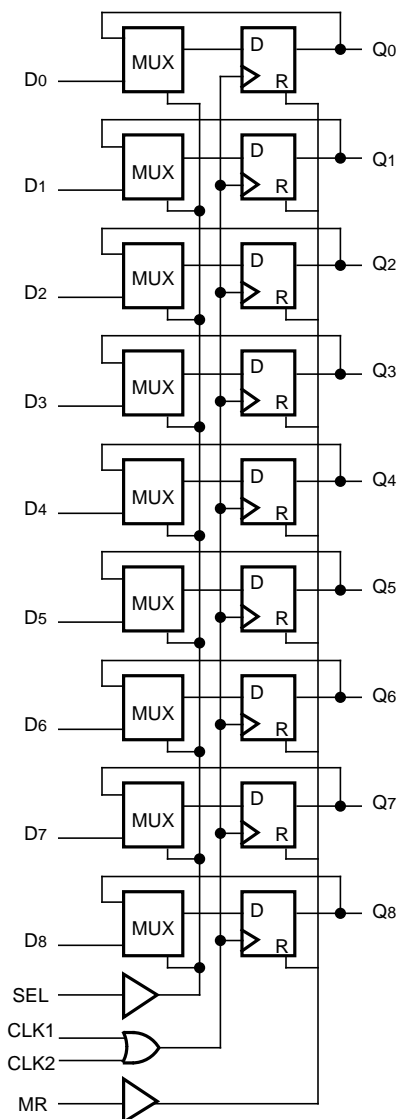 MUX D Q0
D0 R
MUX D Q1
D1 R
MUX D Q2
D2 R
MUX D Q3
D3 R
MUX D Q4
D4 R
MUX D Q5
D5 R
MUX D Q6
D6 R
MUX D Q7
D7 R
MUX D Q8
D8 R
SEL
CLK1
CLK2
MR